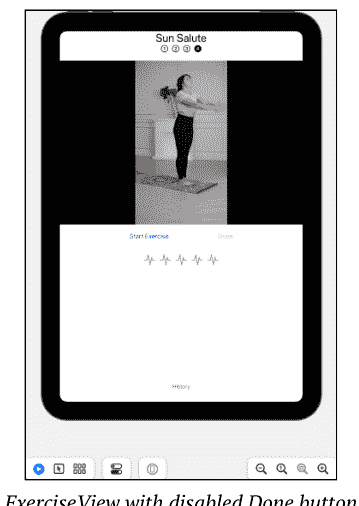 Sun Salute
1 2 3 4
Start Exercise Done
History
ExerciseView with disabled Done button